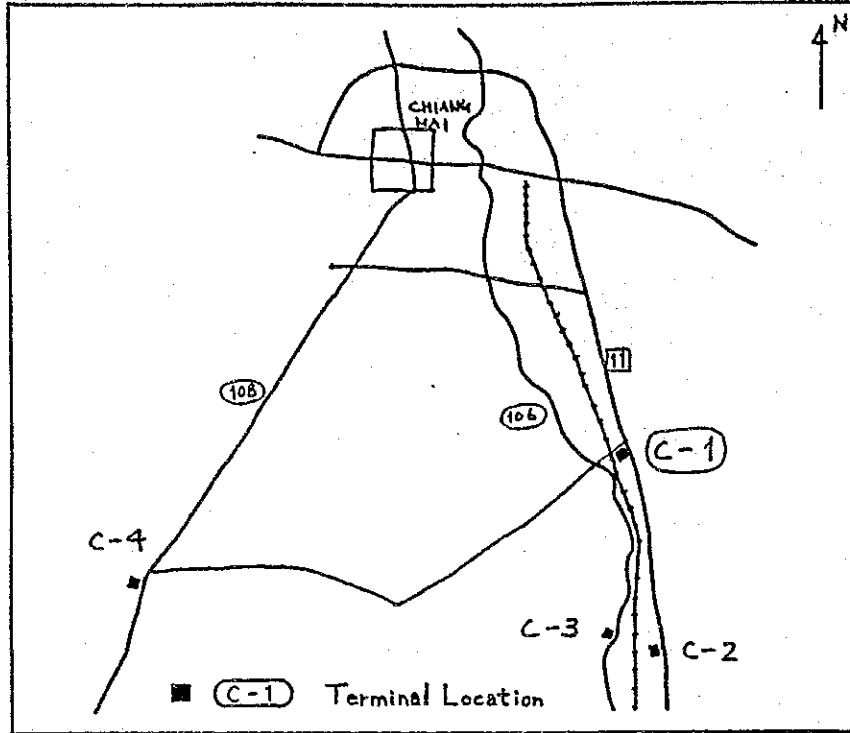 N
CHIANG
MAI
11
108
106
C-1
C-4
C-3
C-2
C-1 Terminal Location